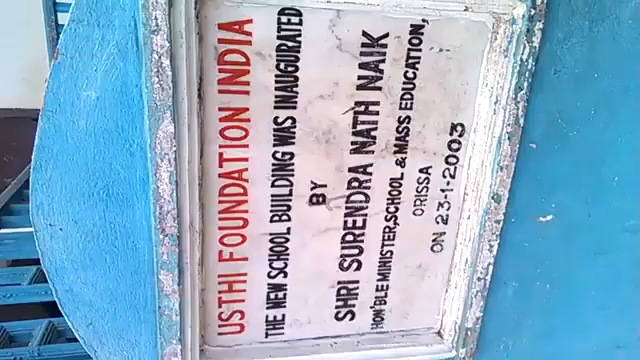 USTHI FOUNDATION INDIA
THE NEW SCHOOL BUILDING WAS INAUGURATED
BY
SHRI SURENDRA NATH NAIK
HON'BLE MINISTER, SCHOOL & MASS EDUCATION,
ORISSA
ON 23-1-2003